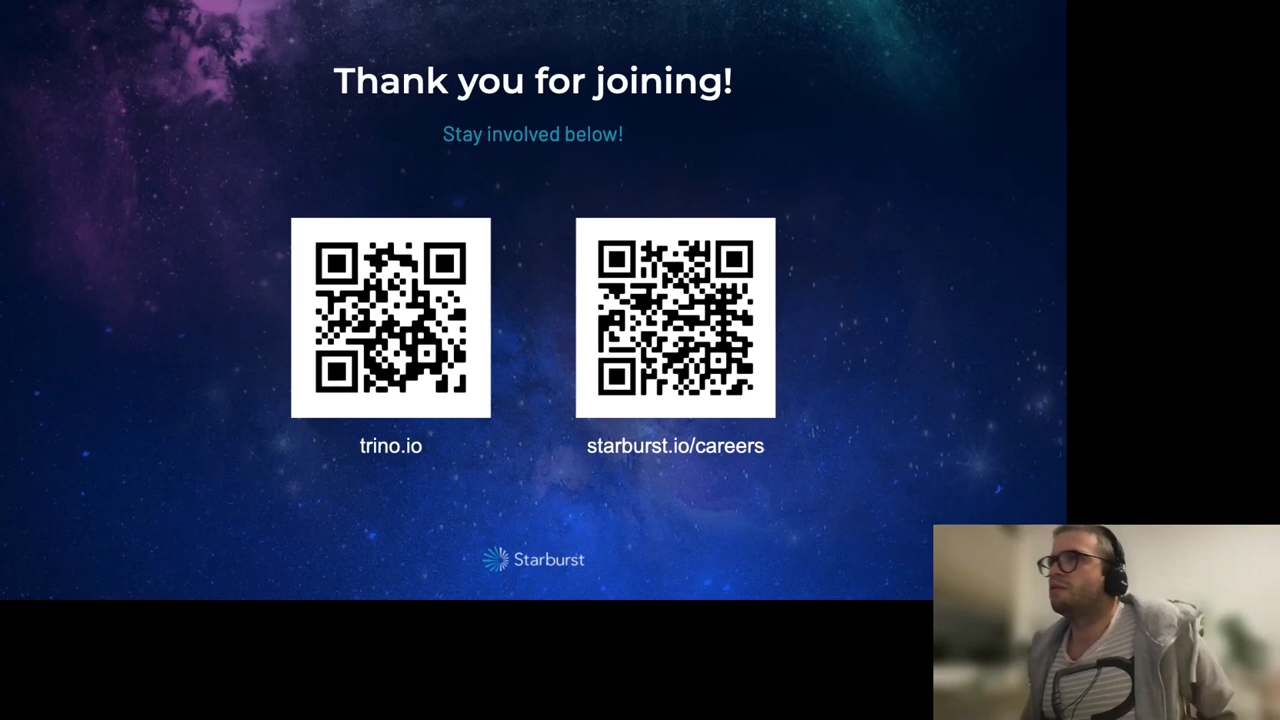 Thank you for joining!
Stay involved below!
trino.io
starburst.io/careers
Starburst